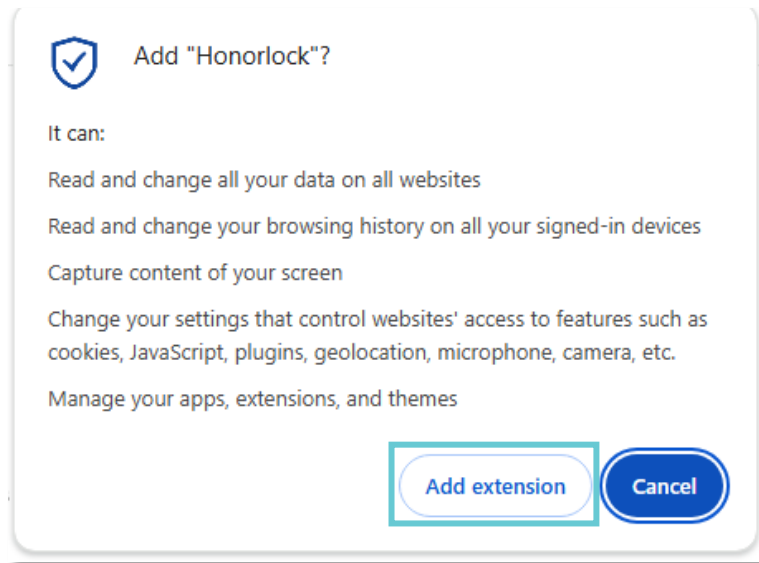 Add "Honorlock"?
It can:
Read and change all your data on all websites
Read and change your browsing history on all your signed-in devices
Capture content of your screen
Change your settings that control websites' access to features such as
cookies, JavaScript, plugins, geolocation, microphone, camera, etc.
Manage your apps, extensions, and themes
Add extension
Cancel